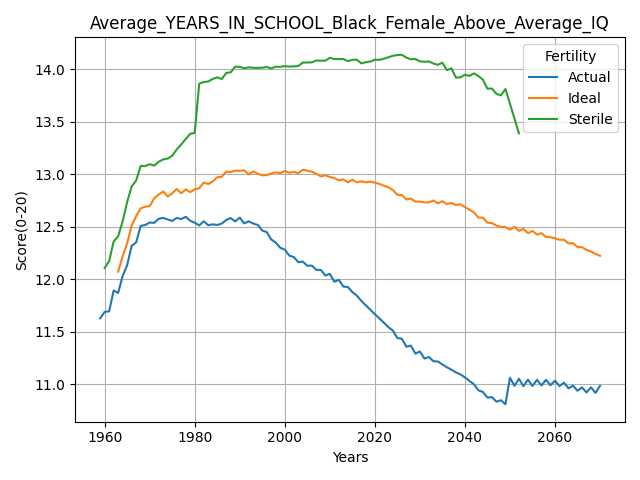 Average_YEARS_IN_SCHOOL_Black_Female_Above_Average_IQ
Fertility
Actual
Ideal
Sterile
Score(0-20)
14.0
13.5
13.0
12.5
12.0
11.5
11.0
1960 1980 2000 2020 2040 2060
Years